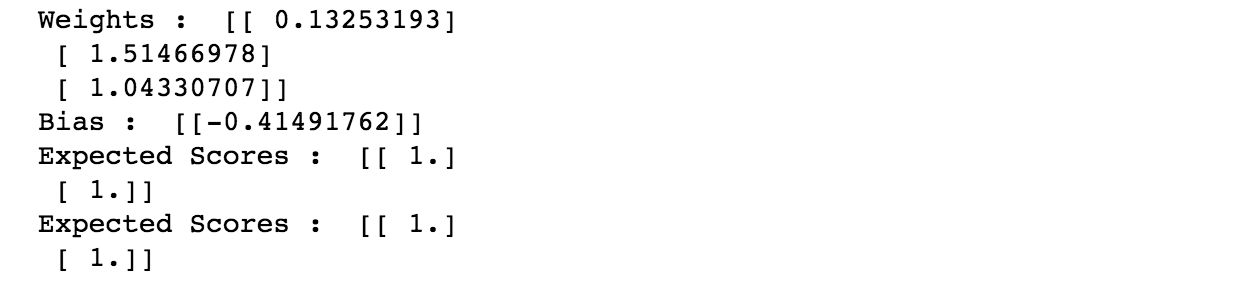 Weights :  [[ 0.13253193]
 [ 1.51466978]
 [ 1.04330707]]
Bias :  [[-0.41491762]]
Expected Scores :  [[ 1.]
 [ 1.]]
Expected Scores :  [[ 1.]
 [ 1.]]